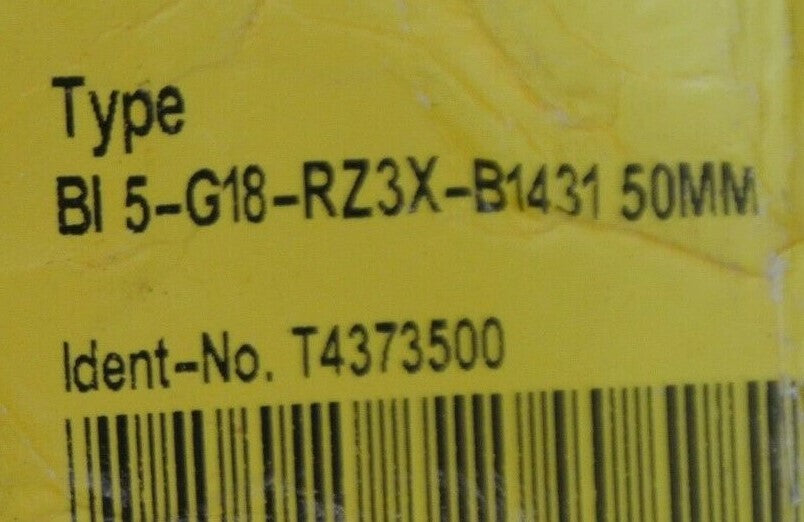 Type
BI 5-G18-RZ3X-B1431 50MM
Ident-No. T4373500